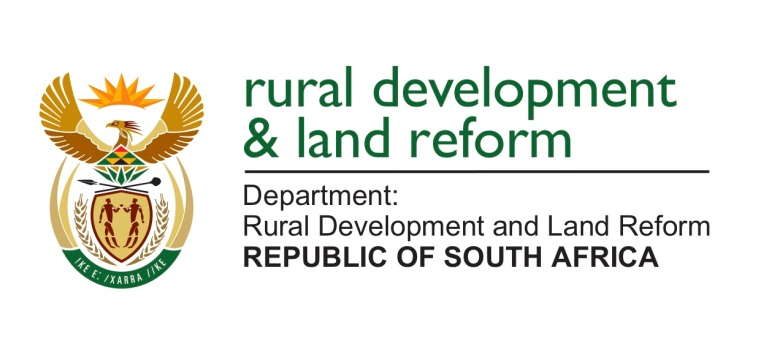 rural development
& land reform
Department:
Rural Development and Land Reform
REPUBLIC OF SOUTH AFRICA
!KE E: /XARRA //KE